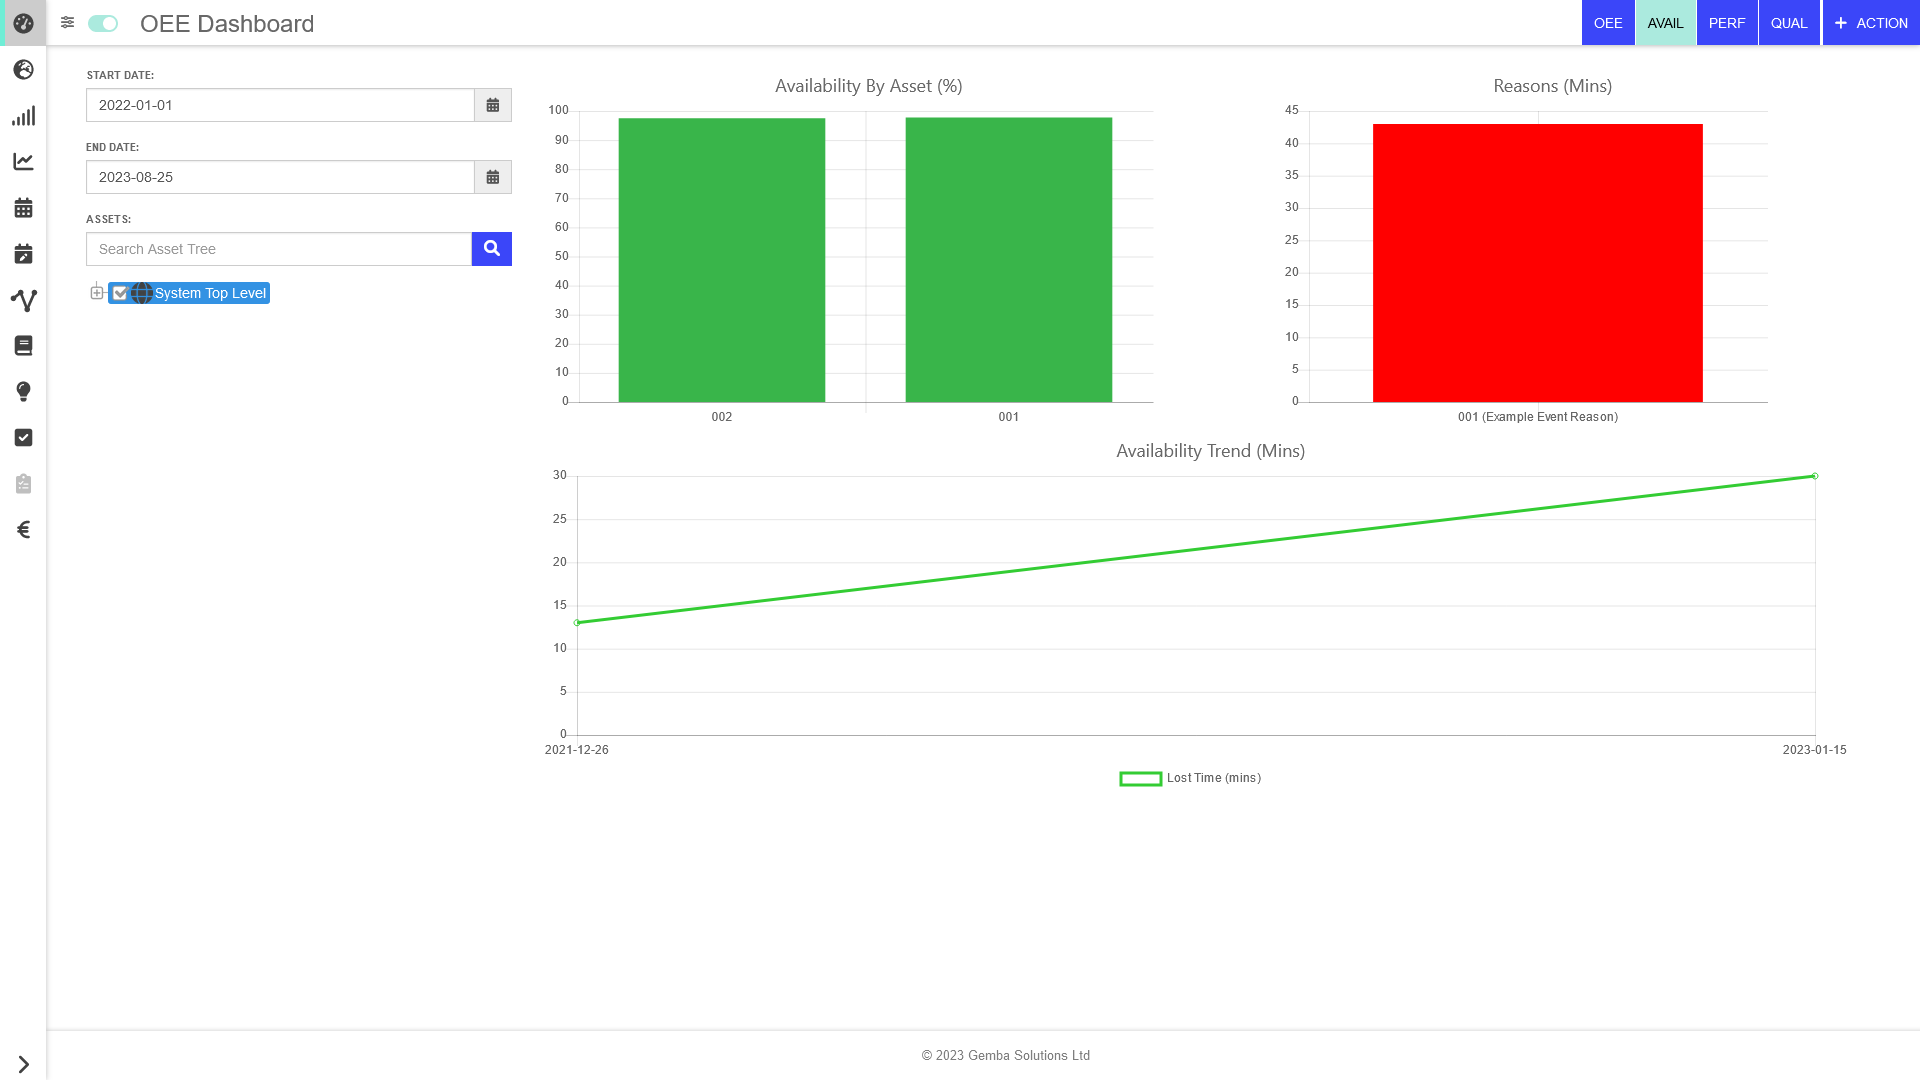 OEE Dashboard
OEE
AVAIL
PERF
QUAL
+ ACTION
START DATE:
2022-01-01
END DATE:
2023-08-25
ASSETS:
Search Asset Tree
System Top Level
Availability By Asset (%)
100
90
80
70
60
50
40
30
20
10
0
002
001
Reasons (Mins)
45
40
35
30
25
20
15
10
5
0
001 (Example Event Reason)
Availability Trend (Mins)
30
25
20
15
10
5
0
2021-12-26
2023-01-15
Lost Time (mins)
© 2023 Gemba Solutions Ltd